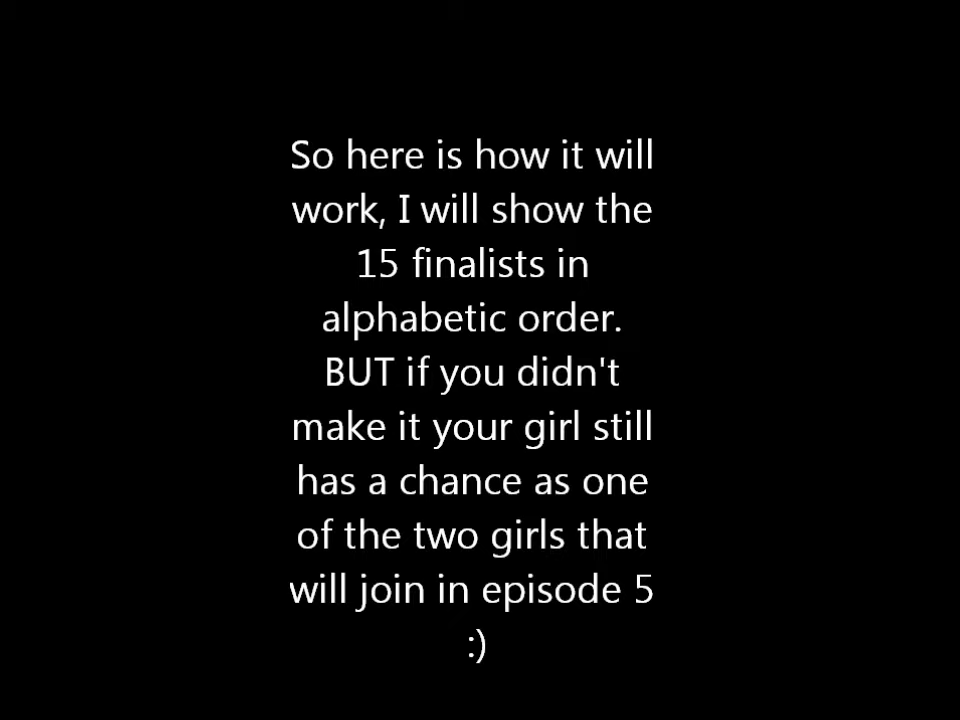 So here is how it will
work, I will show the
15 finalists in
alphabetic order.
BUT if you didn't
make it your girl still
has a chance as one
of the two girls that
will join in episode 5
:)